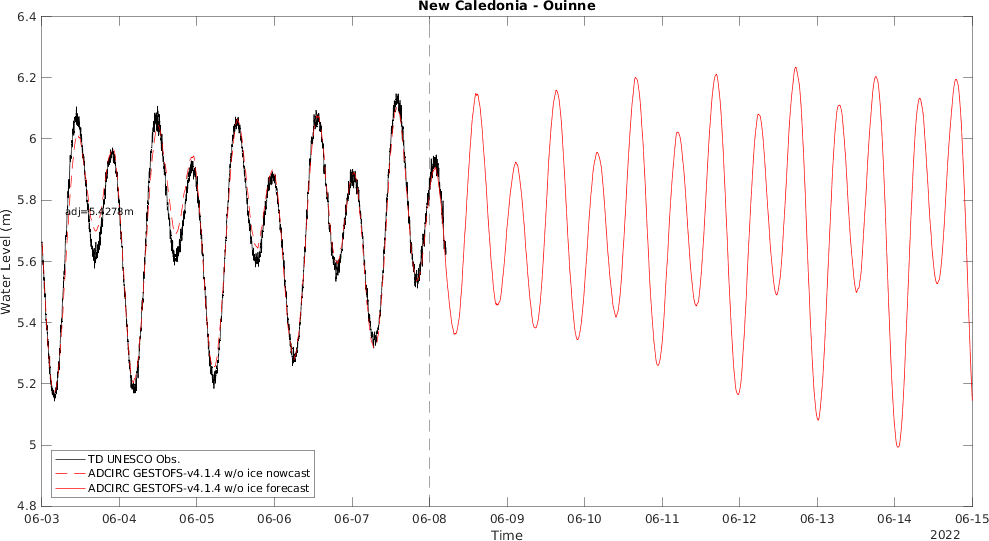 New Caledonia - Ouinne
6.4
6.2
6
5.8
5.6
5.4
5.2
5
4.8
Water Level (m)
adj=5.4278m
TD UNESCO Obs.
ADCIRC GESTOFS-v4.1.4 w/o ice nowcast
ADCIRC GESTOFS-v4.1.4 w/o ice forecast
06-03 06-04 06-05 06-06 06-07 06-08 06-09 06-10 06-11 06-12 06-13 06-14 06-15
Time
2022